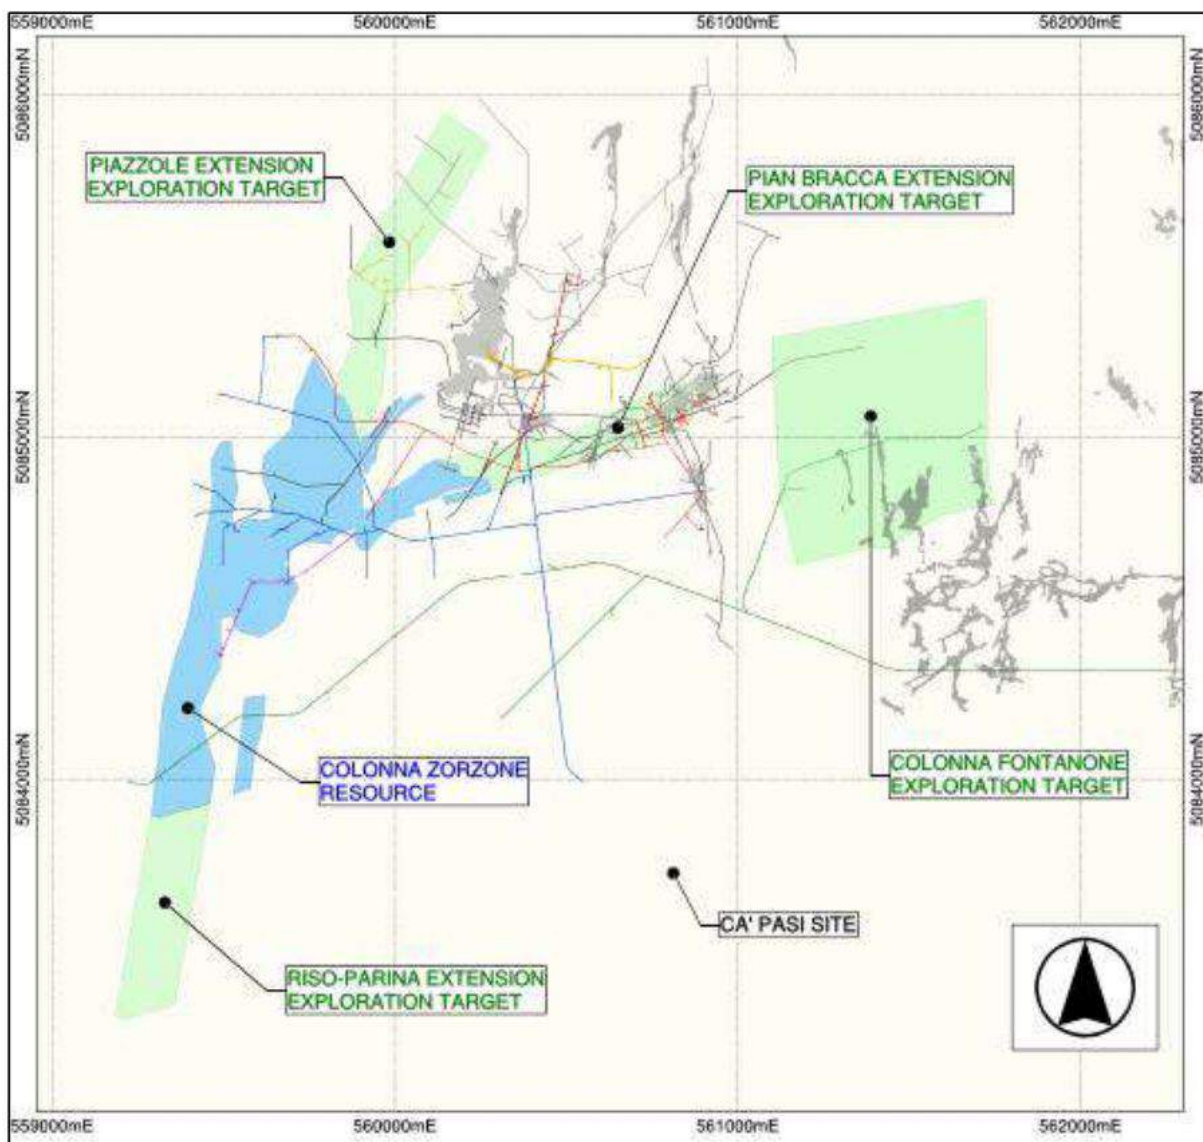 559000mE
560000mE
561000mE
562000mE
5086000mN
5086000mN
PIAZZOLE EXTENSION
EXPLORATION TARGET
PIAN BRACCA EXTENSION
EXPLORATION TARGET
5085000mN
5085000mN
COLONNA ZORZONE
RESOURCE
COLONNA FONTANONE
EXPLORATION TARGET
5084000mN
5084000mN
CA' PASI SITE
RISO-PARINA EXTENSION
EXPLORATION TARGET
559000mE
560000mE
561000mE
562000mE